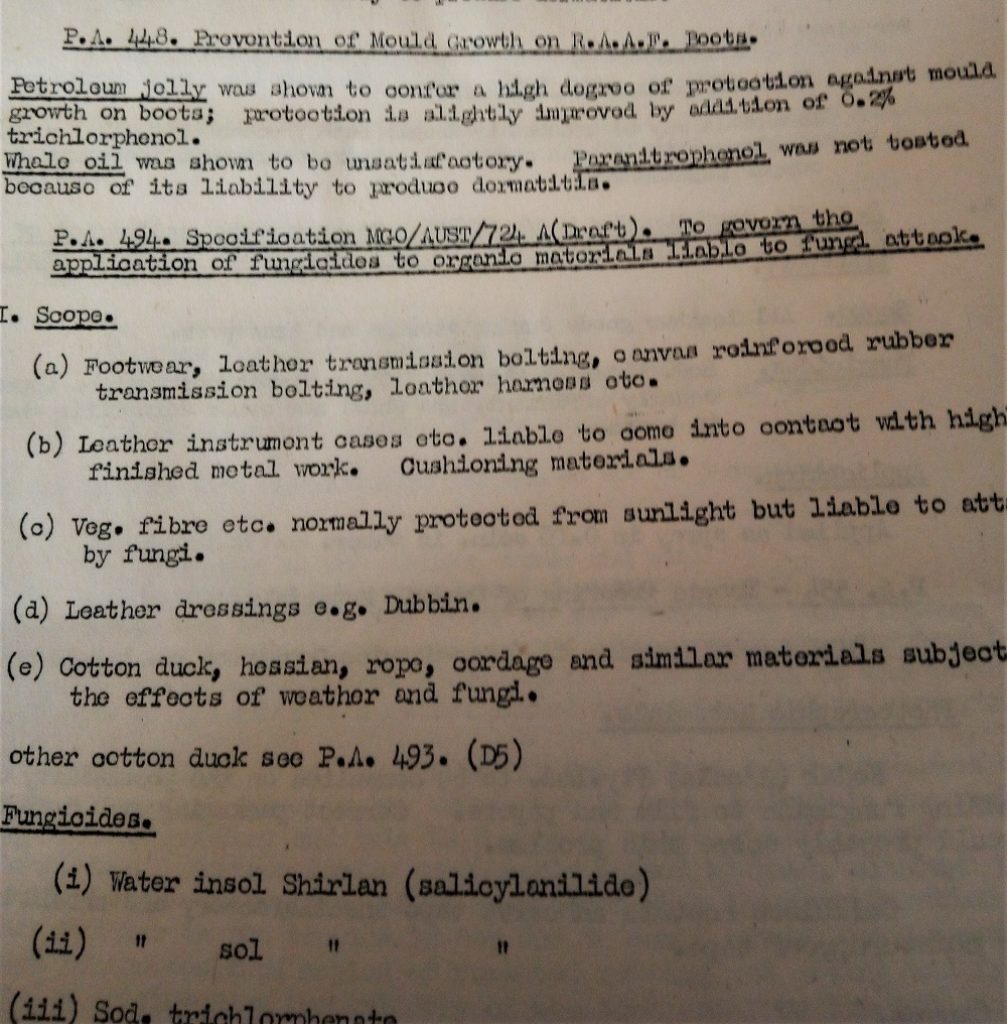 P.A. 448. Prevention of Mould Growth on R.A.A.F. Boots.
Petroleum jelly was shown to confer a high degree of protection against mould
growth on boots; protection is slightly improved by addition of 0.2%
trichlorphenol.
Whale oil was shown to be unsatisfactory. Paranitrophenol was not tested
because of its liability to produce dermatitis.
P.A. 494. Specification MGO/AUST/724 A(Draft). To govern the
application of fungicides to organic materials liable to fungi attack.
I. Scope.
(a) Footwear, leather transmission belting, canvas reinforced rubber
transmission belting, leather harness etc.
(b) Leather instrument cases etc. liable to come into contact with high
finished metal work. Cushioning materials.
(c) Veg. fibre etc. normally protected from sunlight but liable to att
by fungi.
(d) Leather dressings e.g. Dubbin.
(e) Cotton duck, hessian, rope, cordage and similar materials subject
the effects of weather and fungi.
other cotton duck see P.A. 493. (D5)
Fungicides.
(i) Water insol Shirlan (salicylanilide)
(ii) " sol " "
(iii) Sod. trichlorphenate